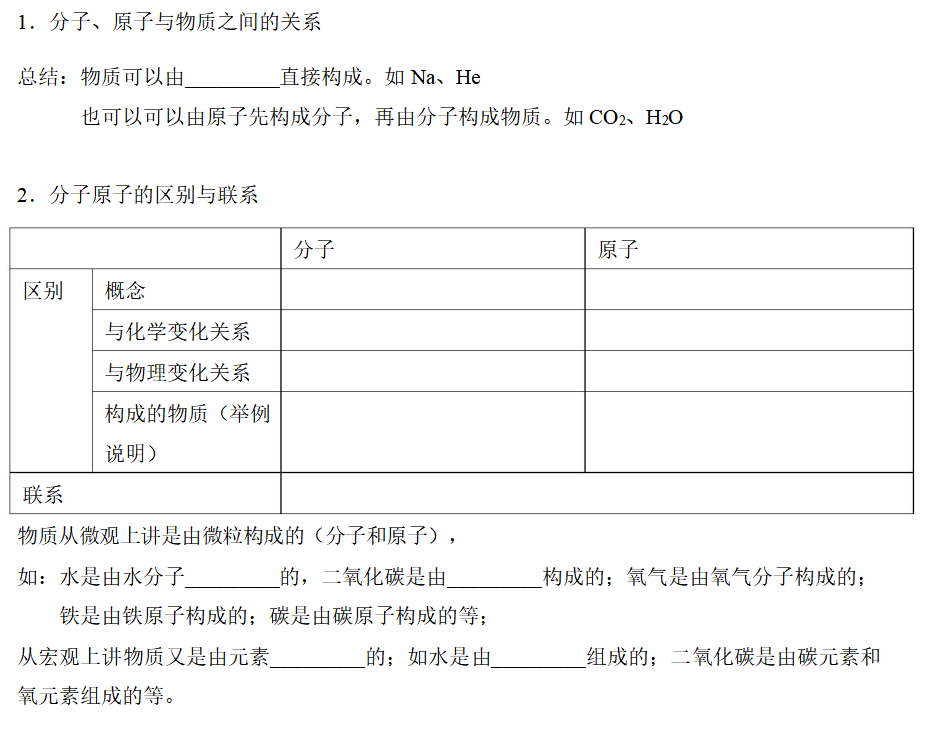 1．分子、原子与物质之间的关系
总结：物质可以由_________直接构成。如 Na、He
也可以可以由原子先构成分子，再由分子构成物质。如 CO2、H2O
2．分子原子的区别与联系
分子 原子
区别 概念
与化学变化关系
与物理变化关系
构成的物质（举例
说明）
联系
物质从微观上讲是由微粒构成的（分子和原子），
如：水是由水分子_________的，二氧化碳是由_________构成的；氧气是由氧气分子构成的；
铁是由铁原子构成的；碳是由碳原子构成的等；
从宏观上讲物质又是由元素_________的；如水是由_________组成的；二氧化碳是由碳元素和
氧元素组成的等。